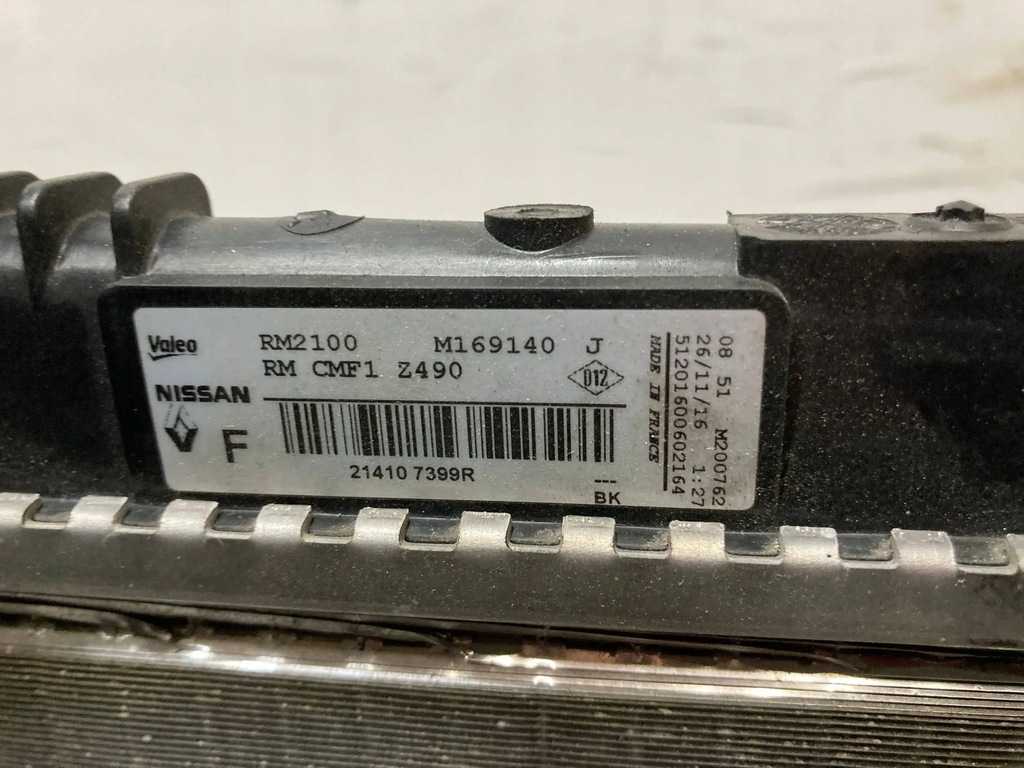 Valeo
RM2100 M169140 J
RM CMF1 Z490
D12
NISSAN
F
21410 7399R
---
BK
MADE IN FRANCE
5120160060602164
26/11/16 1:27
08 51 M200762